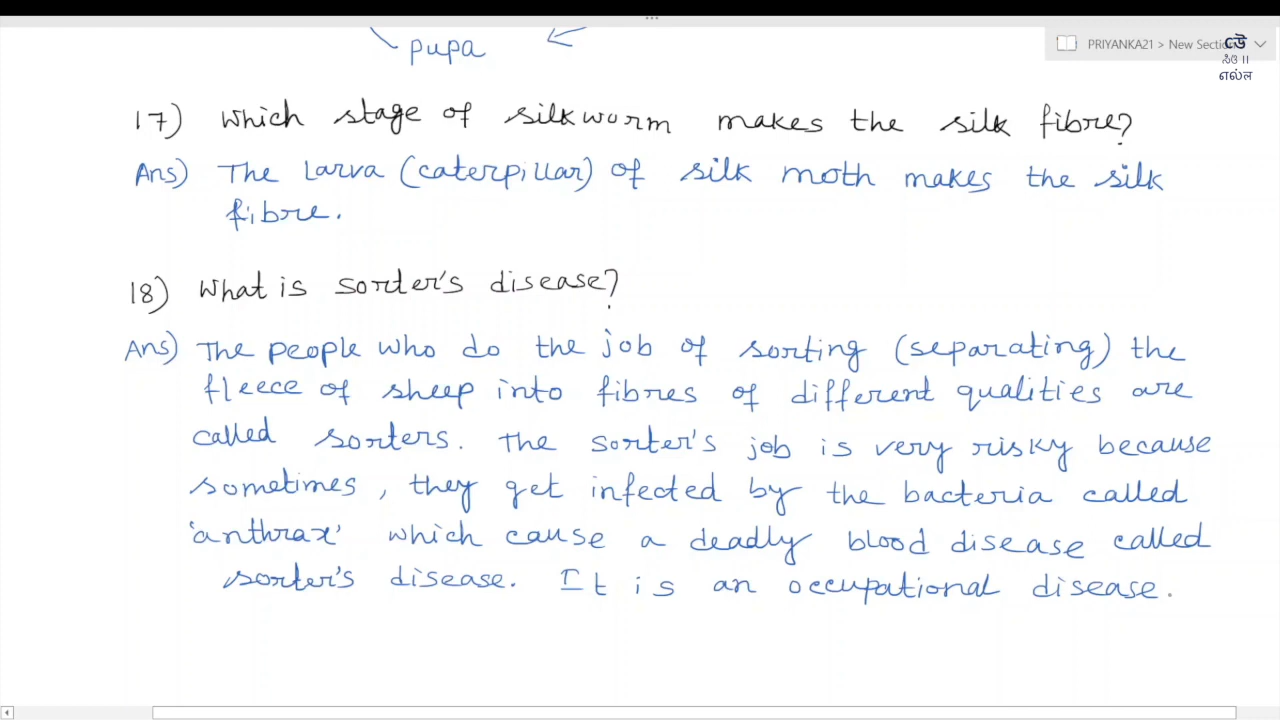 pupa
PRIYANKA21 > New Section
17) Which stage of silkworm makes the silk fibre?
Ans) The Larva (caterpillar) of silk moth makes the silk
fibre.
18) What is sorter's disease?
Ans) The people who do the job of sorting (separating) the
fleece of sheep into fibres of different qualities are
called sorters. The sorter's job is very risky because
sometimes, they get infected by the bacteria called
'anthrax' which cause a deadly blood disease called
sorter's disease. It is an occupational disease.